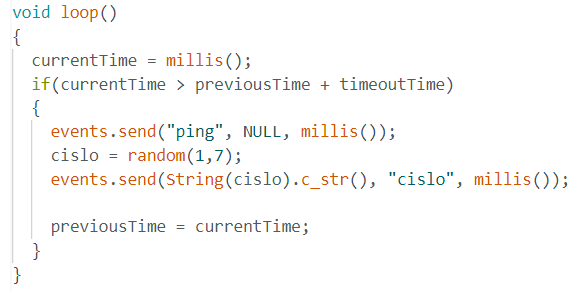 void loop()
{
  currentTime = millis();
  if(currentTime > previousTime + timeoutTime)
  {
    events.send("ping", NULL, millis());
    cislo = random(1,7);
    events.send(String(cislo).c_str(), "cislo", millis());

    previousTime = currentTime;
  }
}